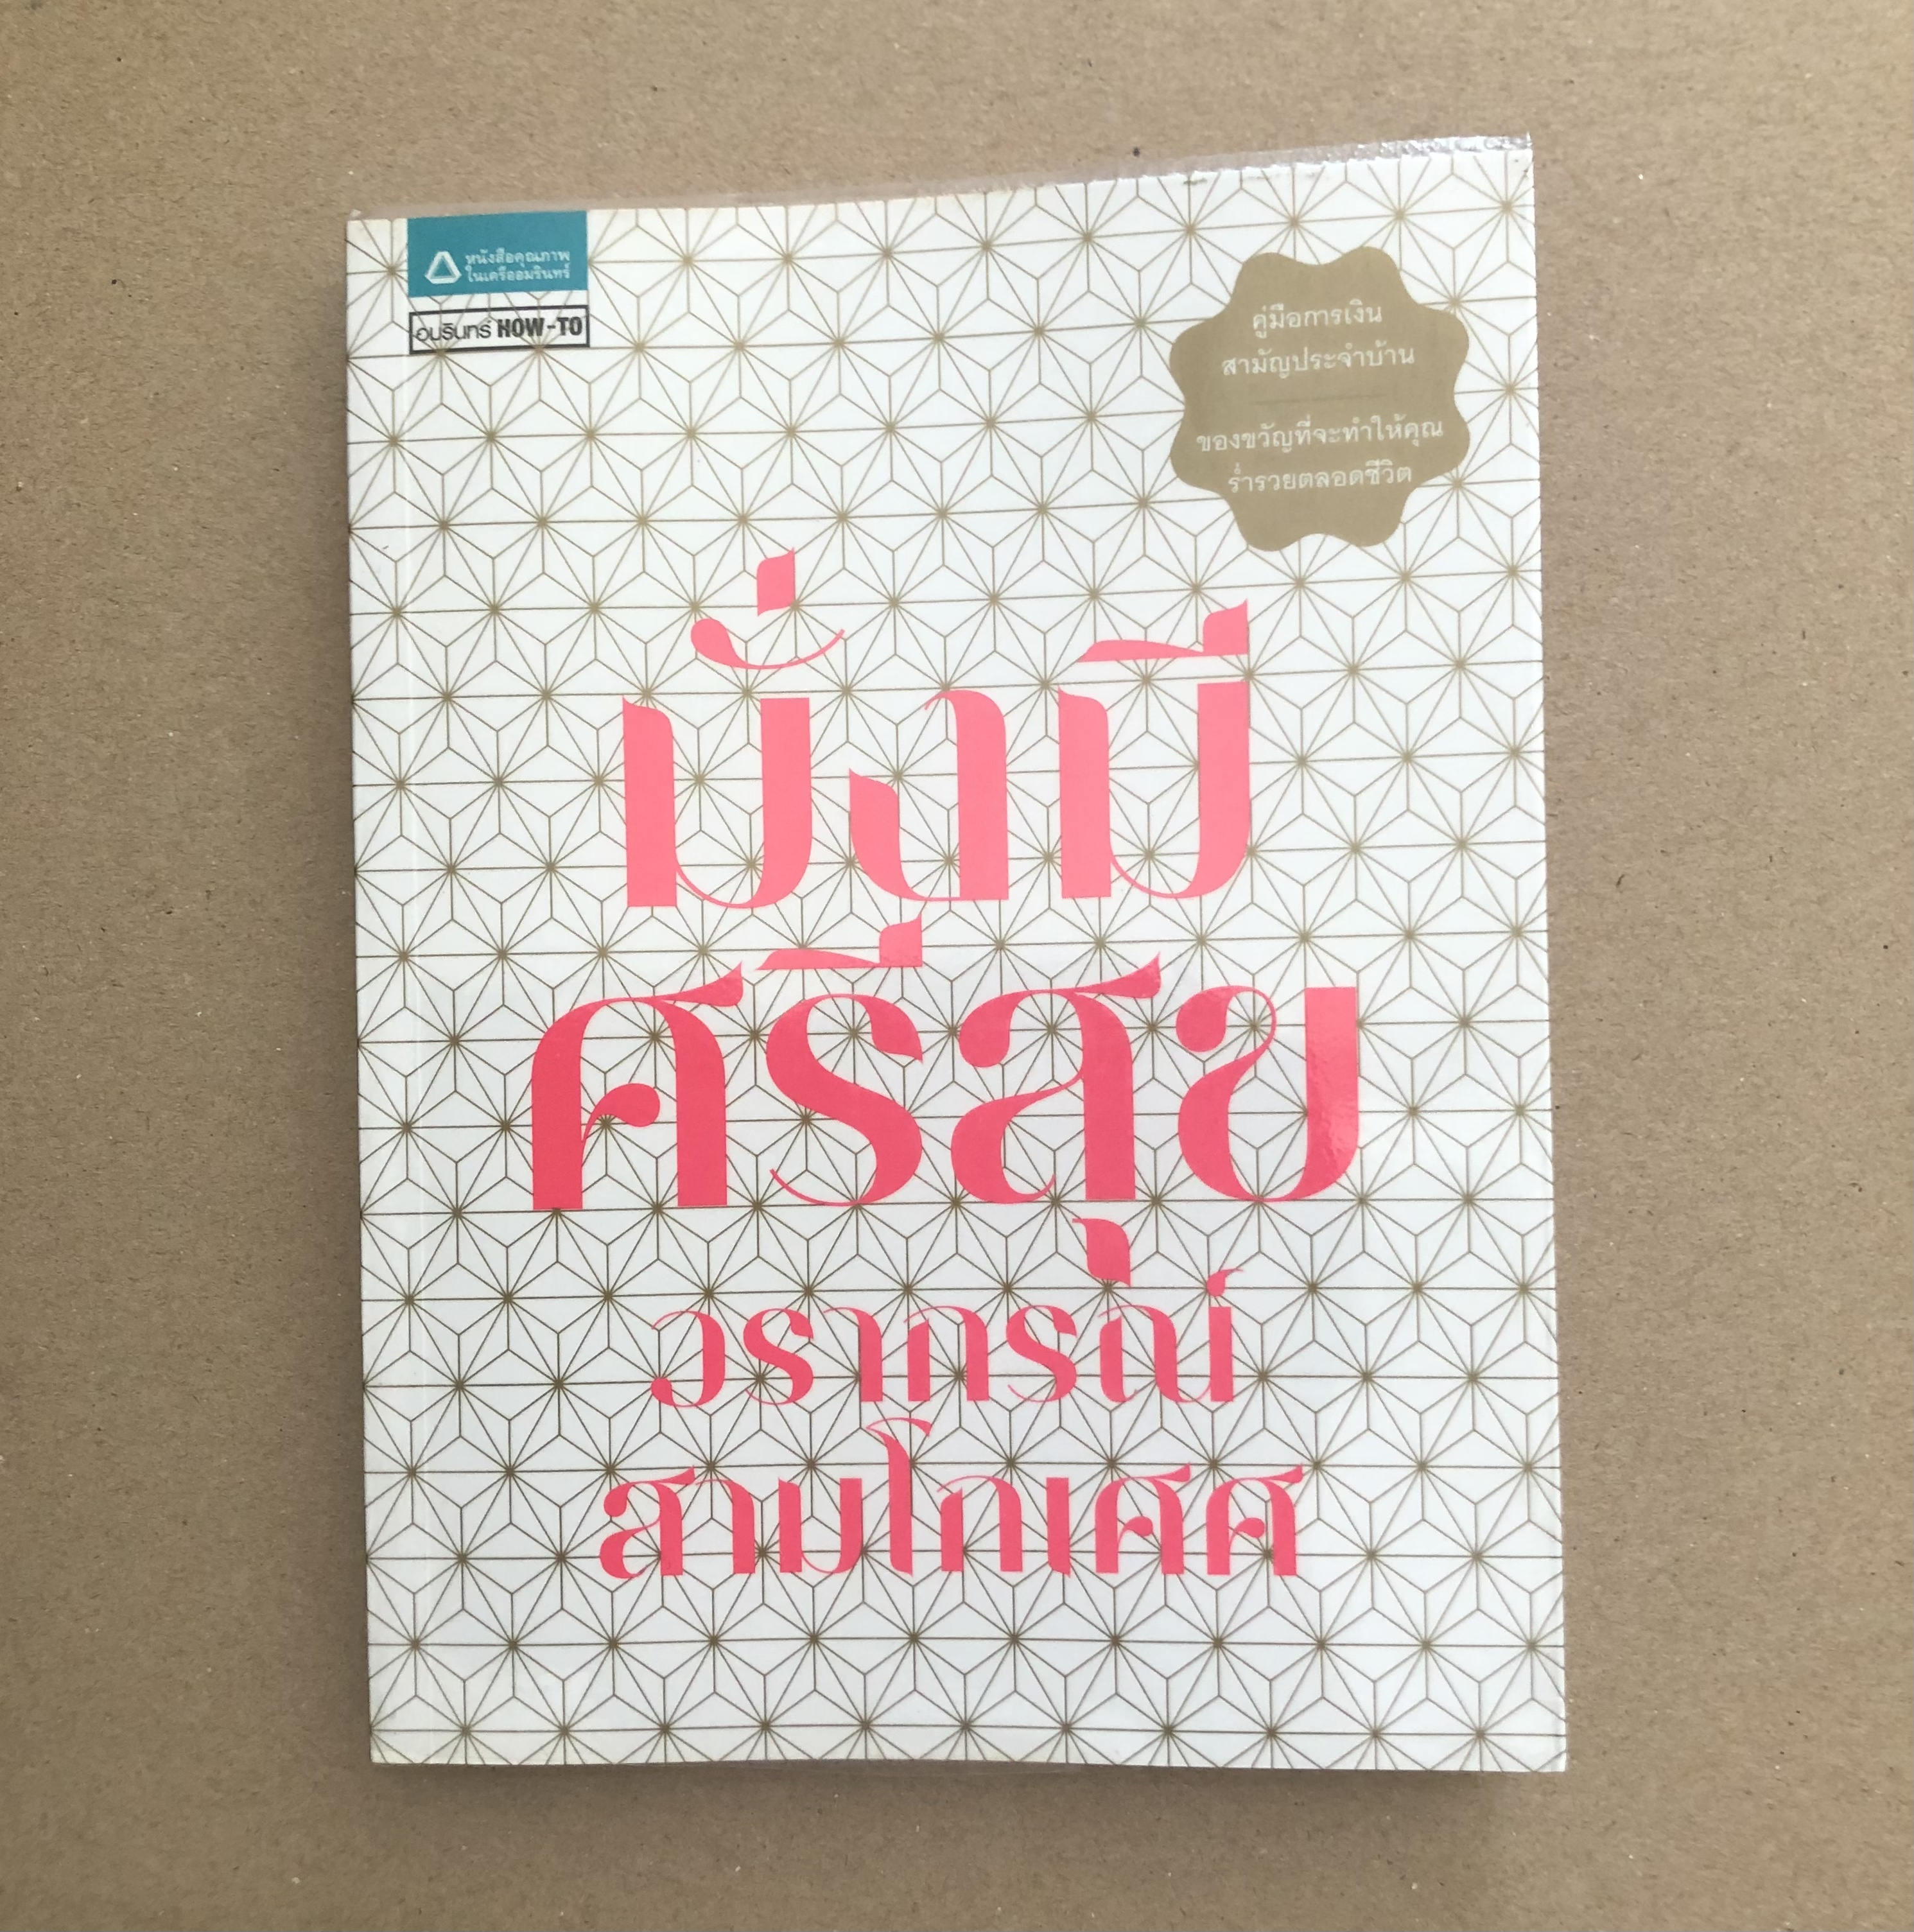 หนังสือคุณภาพ
ในเครืออมรินทร์
อมรินทร์ HOW-TO
คู่มือการเงิน
สามัญประจำบ้าน
ของขวัญที่จะทำให้คุณ
ร่ำรวยตลอดชีวิต
มั่งมี
ศรีสุข
วรากรณ์
สามโกเศศ